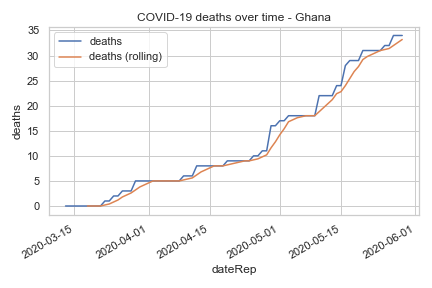 COVID-19 deaths over time - Ghana
deaths
deaths (rolling)
35
30
25
20
15
10
5
0
deaths
2020-03-15
2020-04-01
2020-04-15
2020-05-01
2020-05-15
2020-06-01
dateRep